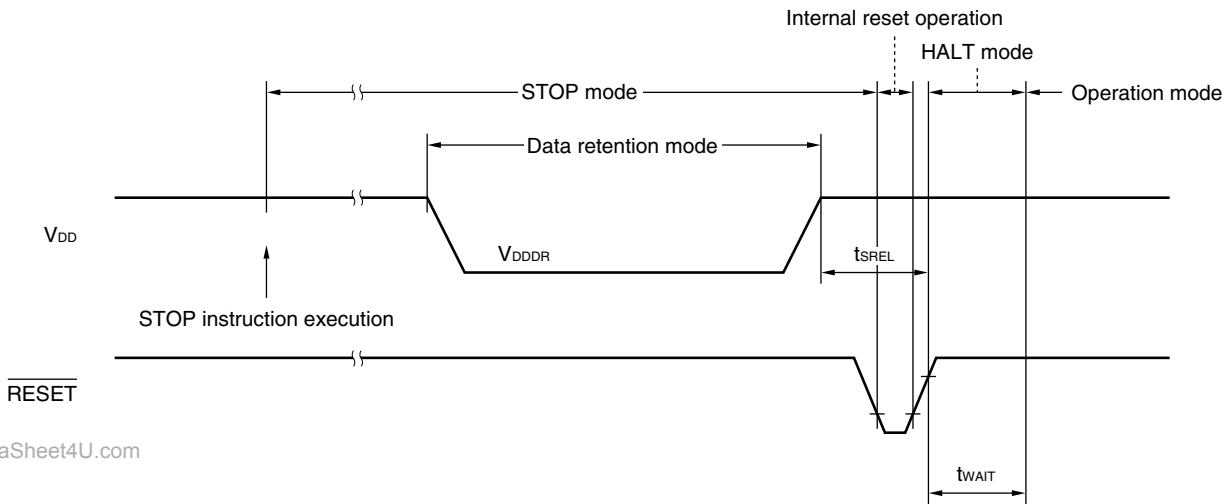 Internal reset operation
HALT mode
STOP mode
Operation mode
Data retention mode
VDD
VDDDR
tSREL
STOP instruction execution
RESET
aSheet4U.com
tWAIT